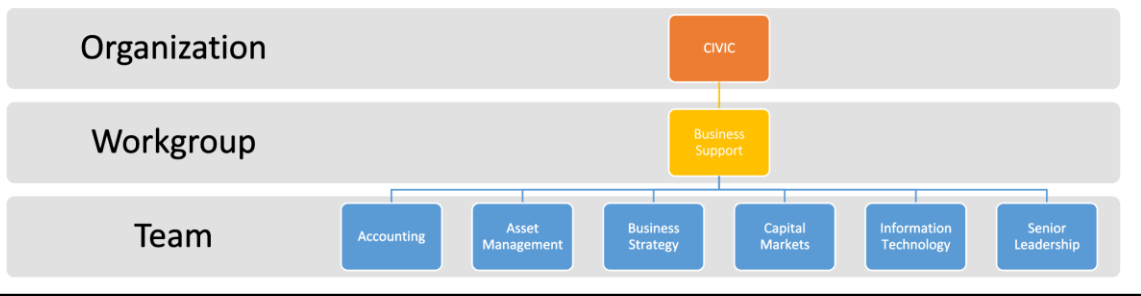 Organization
CIVIC
Workgroup
Business
Support
Team
Accounting
Asset
Management
Business
Strategy
Capital
Markets
Information
Technology
Senior
Leadership